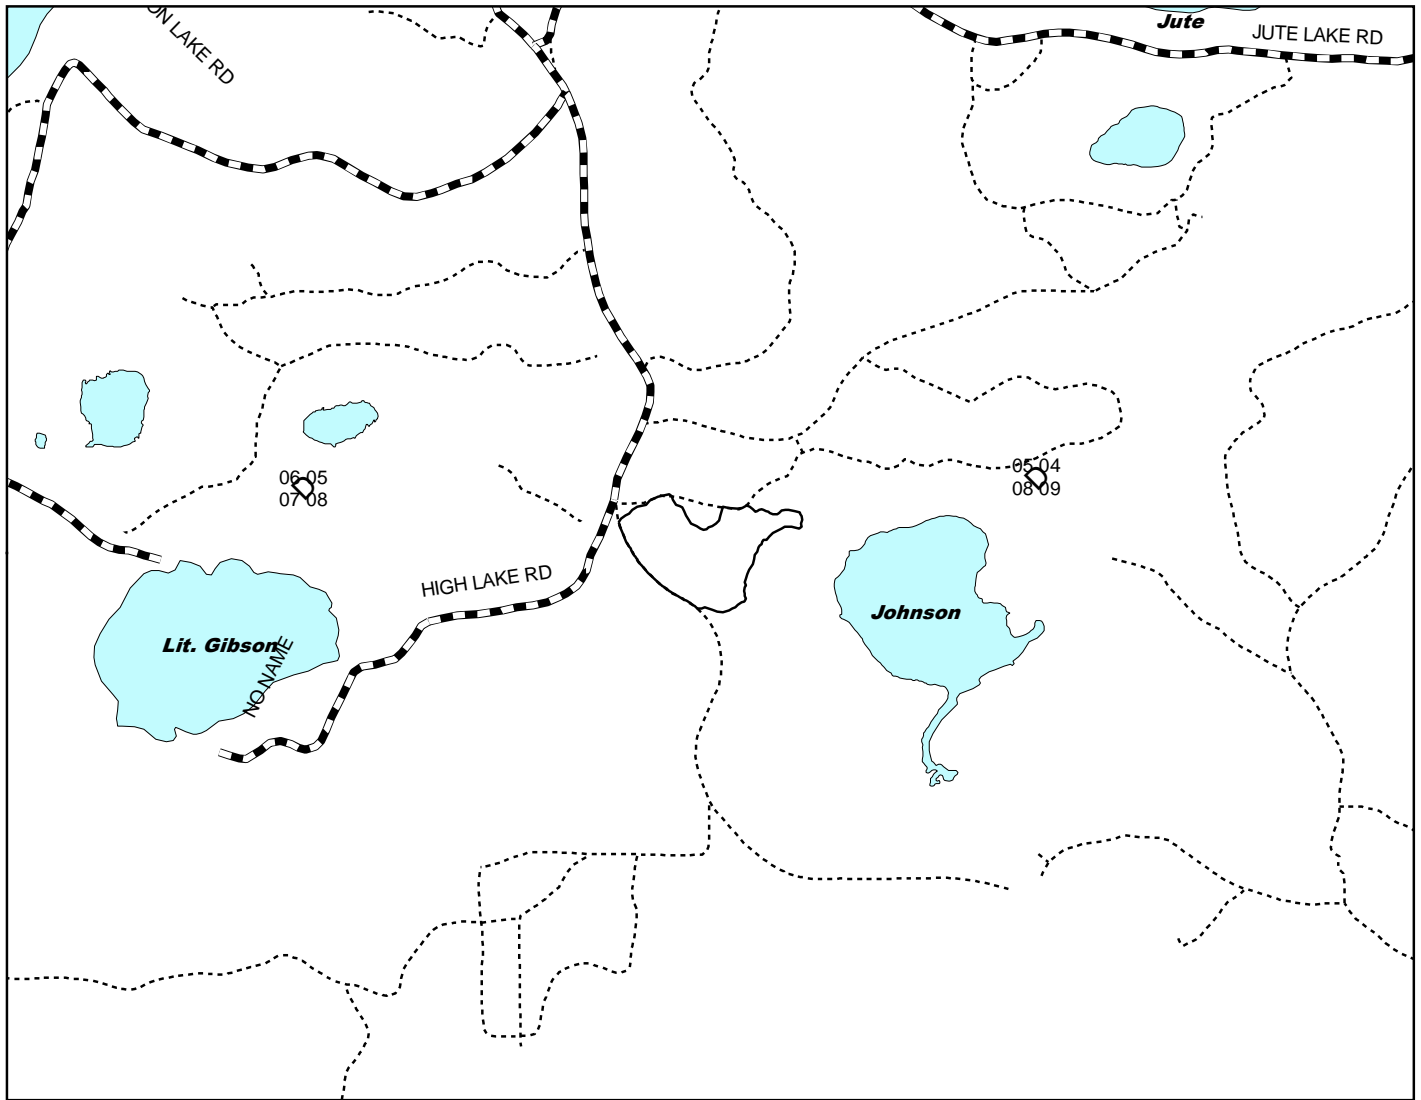 ON LAKE RD
Jute
JUTE LAKE RD
06 05
07 08
05 04
08 09
HIGH LAKE RD
Lit. Gibson
NO NAME
Johnson